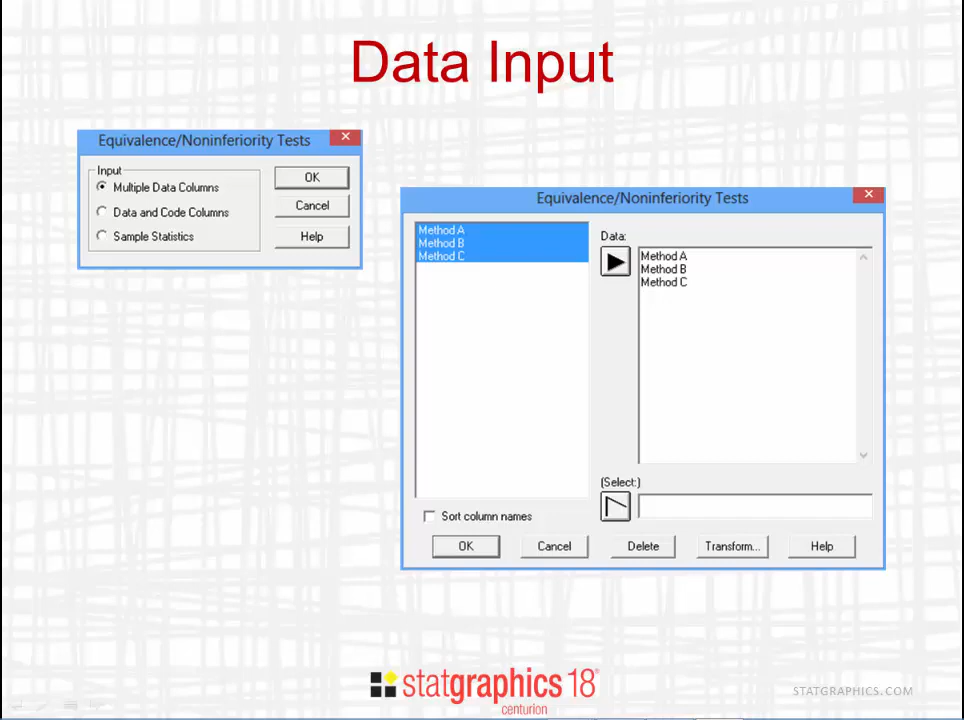 Data Input
Equivalence/Noninferiority Tests
Input
Multiple Data Columns
Data and Code Columns
Sample Statistics
OK
Cancel
Help
Equivalence/Noninferiority Tests
Method A
Method B
Method C
Data:
Method A
Method B
Method C
(Select:)
Sort column names
OK
Cancel
Delete
Transform...
Help
statgraphics 18®
centurion
STATGRAPHICS.COM